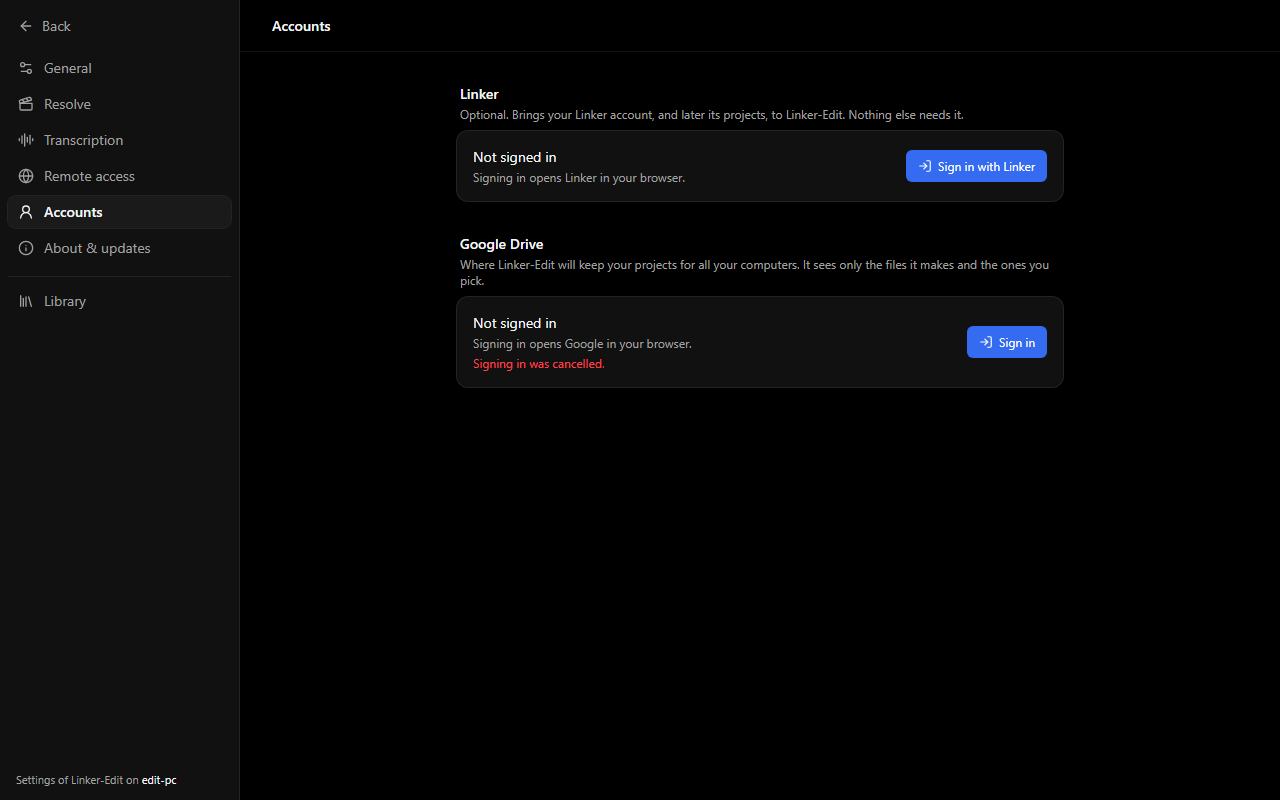 Back
General
Resolve
Transcription
Remote access
Accounts
About & updates
Library
Settings of Linker-Edit on edit-pc
Accounts
Linker
Optional. Brings your Linker account, and later its projects, to Linker-Edit. Nothing else needs it.
Not signed in
Signing in opens Linker in your browser.
Sign in with Linker
Google Drive
Where Linker-Edit will keep your projects for all your computers. It sees only the files it makes and the ones you
pick.
Not signed in
Signing in opens Google in your browser.
Signing in was cancelled.
Sign in